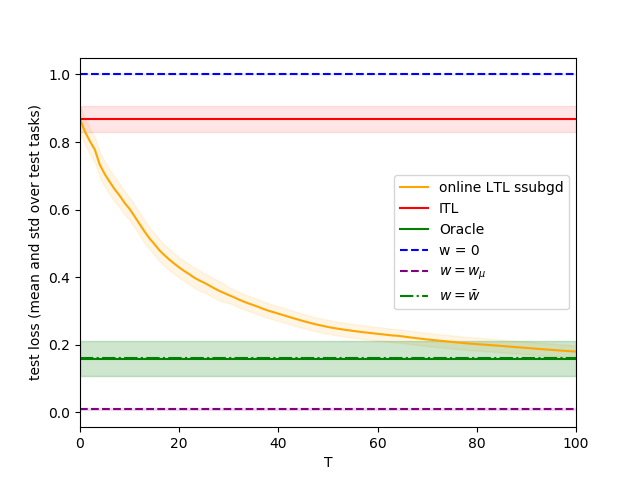 test loss (mean and std over test tasks)
1.0
0.8
0.6
0.4
0.2
0.0
online LTL ssubgd
ITL
Oracle
w = 0
w = wμ
w = w̄
0 20 40 60 80 100
T